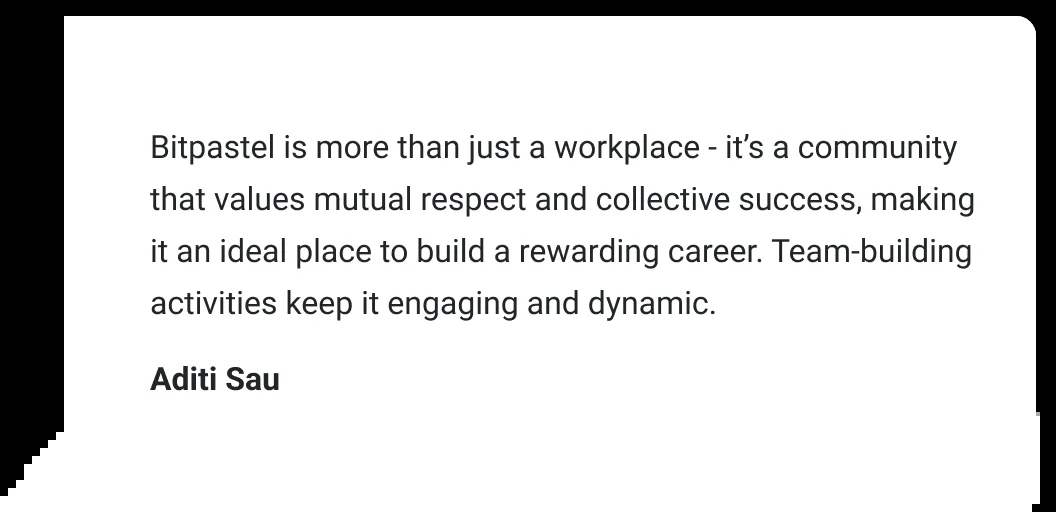 Bitpastel is more than just a workplace - it’s a community
that values mutual respect and collective success, making
it an ideal place to build a rewarding career. Team-building
activities keep it engaging and dynamic.
Aditi Sau